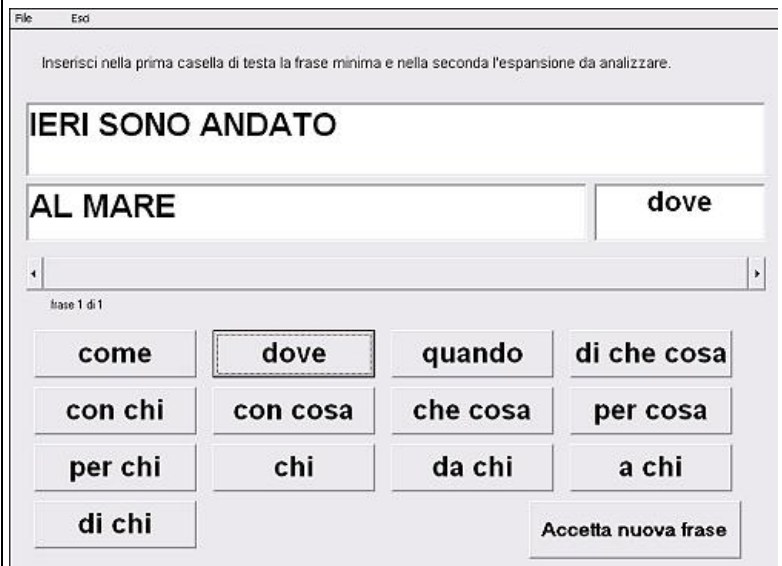 File Esci
Inserisci nella prima casella di testa la frase minima e nella seconda l'espansione da analizzare.
IERI SONO ANDATO
AL MARE dove
frase 1 di 1
come dove quando di che cosa
con chi con cosa che cosa per cosa
per chi chi da chi a chi
di chi Accetta nuova frase